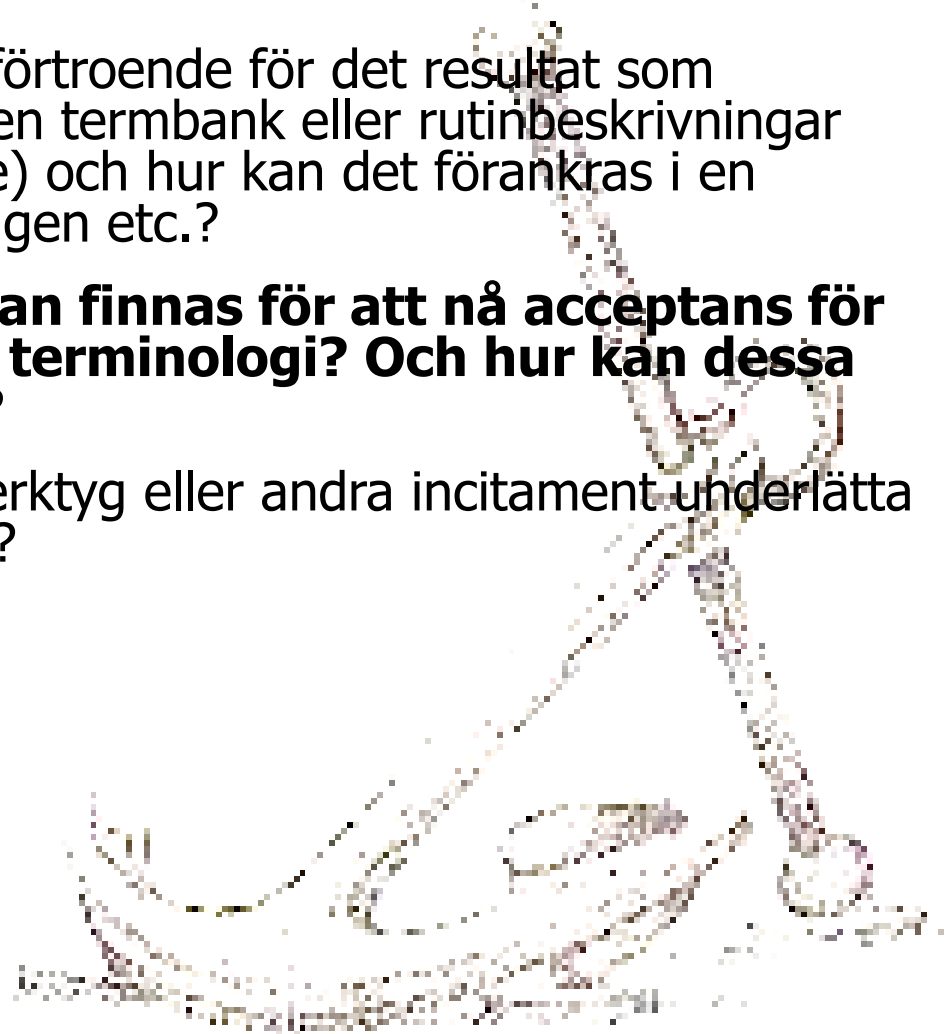 förtroende för det resultat som
en termbank eller rutinbeskrivningar
e) och hur kan det förankras i en
gen etc.?
an finnas för att nå acceptans för
terminologi? Och hur kan dessa
?
erktyg eller andra incitament underlätta
?